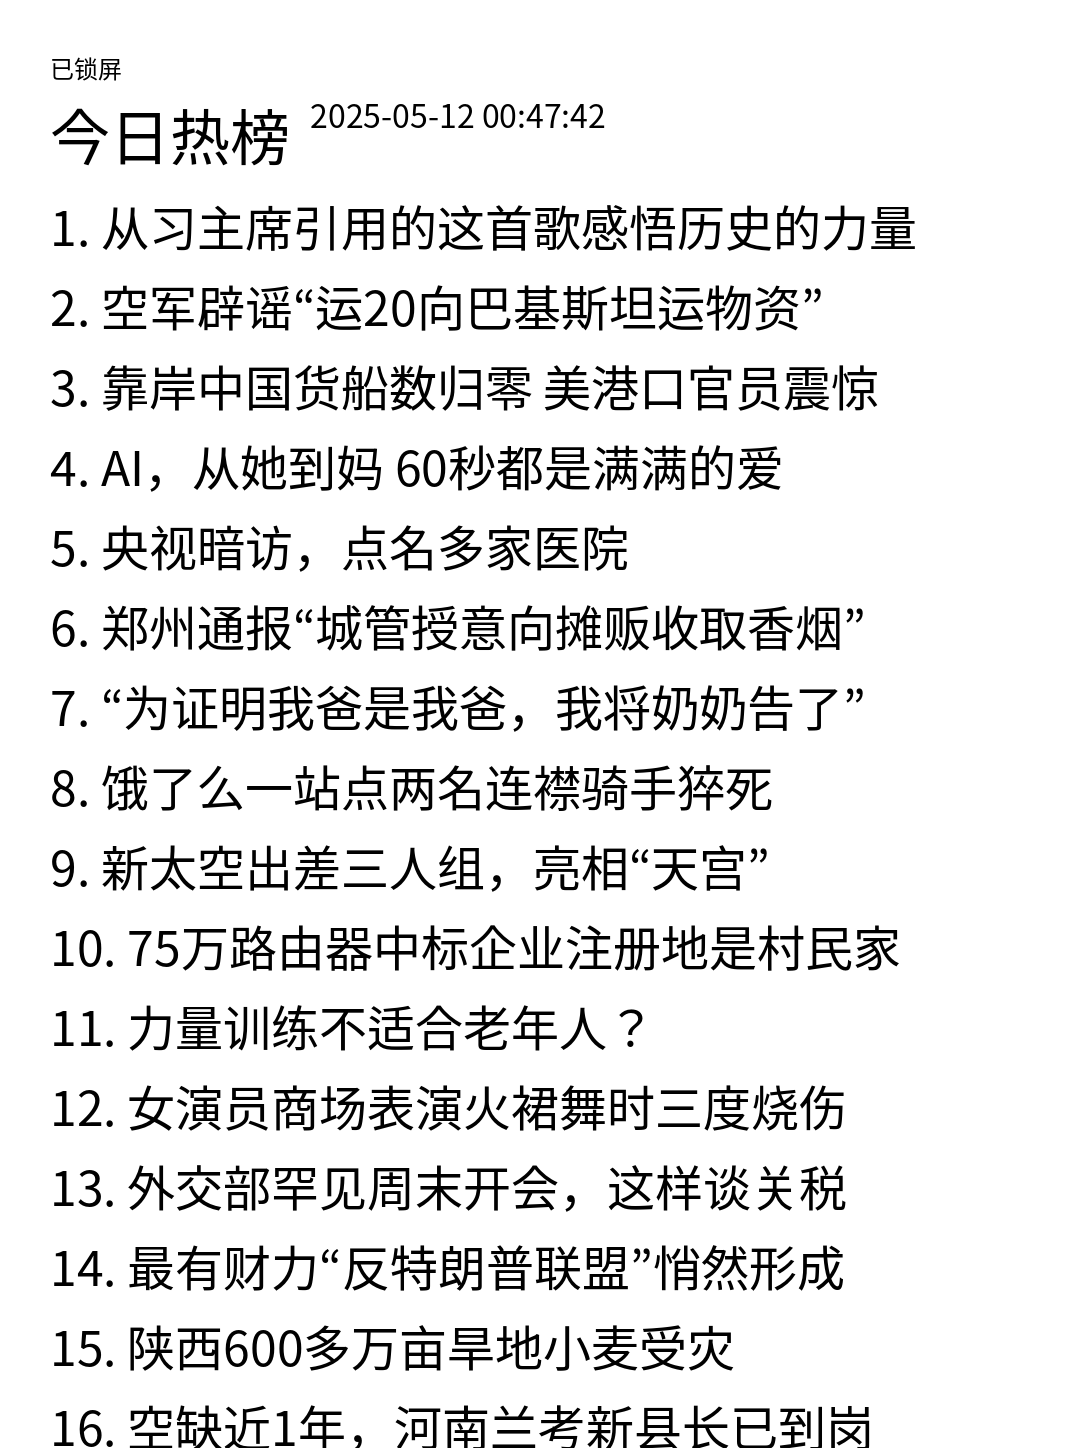 已锁屏
今日热榜 2025-05-12 00:47:42
1. 从习主席引用的这首歌感悟历史的力量
2. 空军辟谣“运20向巴基斯坦运物资”
3. 靠岸中国货船数归零 美港口官员震惊
4. AI，从她到妈 60秒都是满满的爱
5. 央视暗访，点名多家医院
6. 郑州通报“城管授意向摊贩收取香烟”
7. “为证明我爸是我爸，我将奶奶告了”
8. 饿了么一站点两名连襟骑手猝死
9. 新太空出差三人组，亮相“天宫”
10. 75万路由器中标企业注册地是村民家
11. 力量训练不适合老年人？
12. 女演员商场表演火裙舞时三度烧伤
13. 外交部罕见周末开会，这样谈关税
14. 最有财力“反特朗普联盟”悄然形成
15. 陕西600多万亩旱地小麦受灾
16. 空缺近1年，河南兰考新县长已到岗